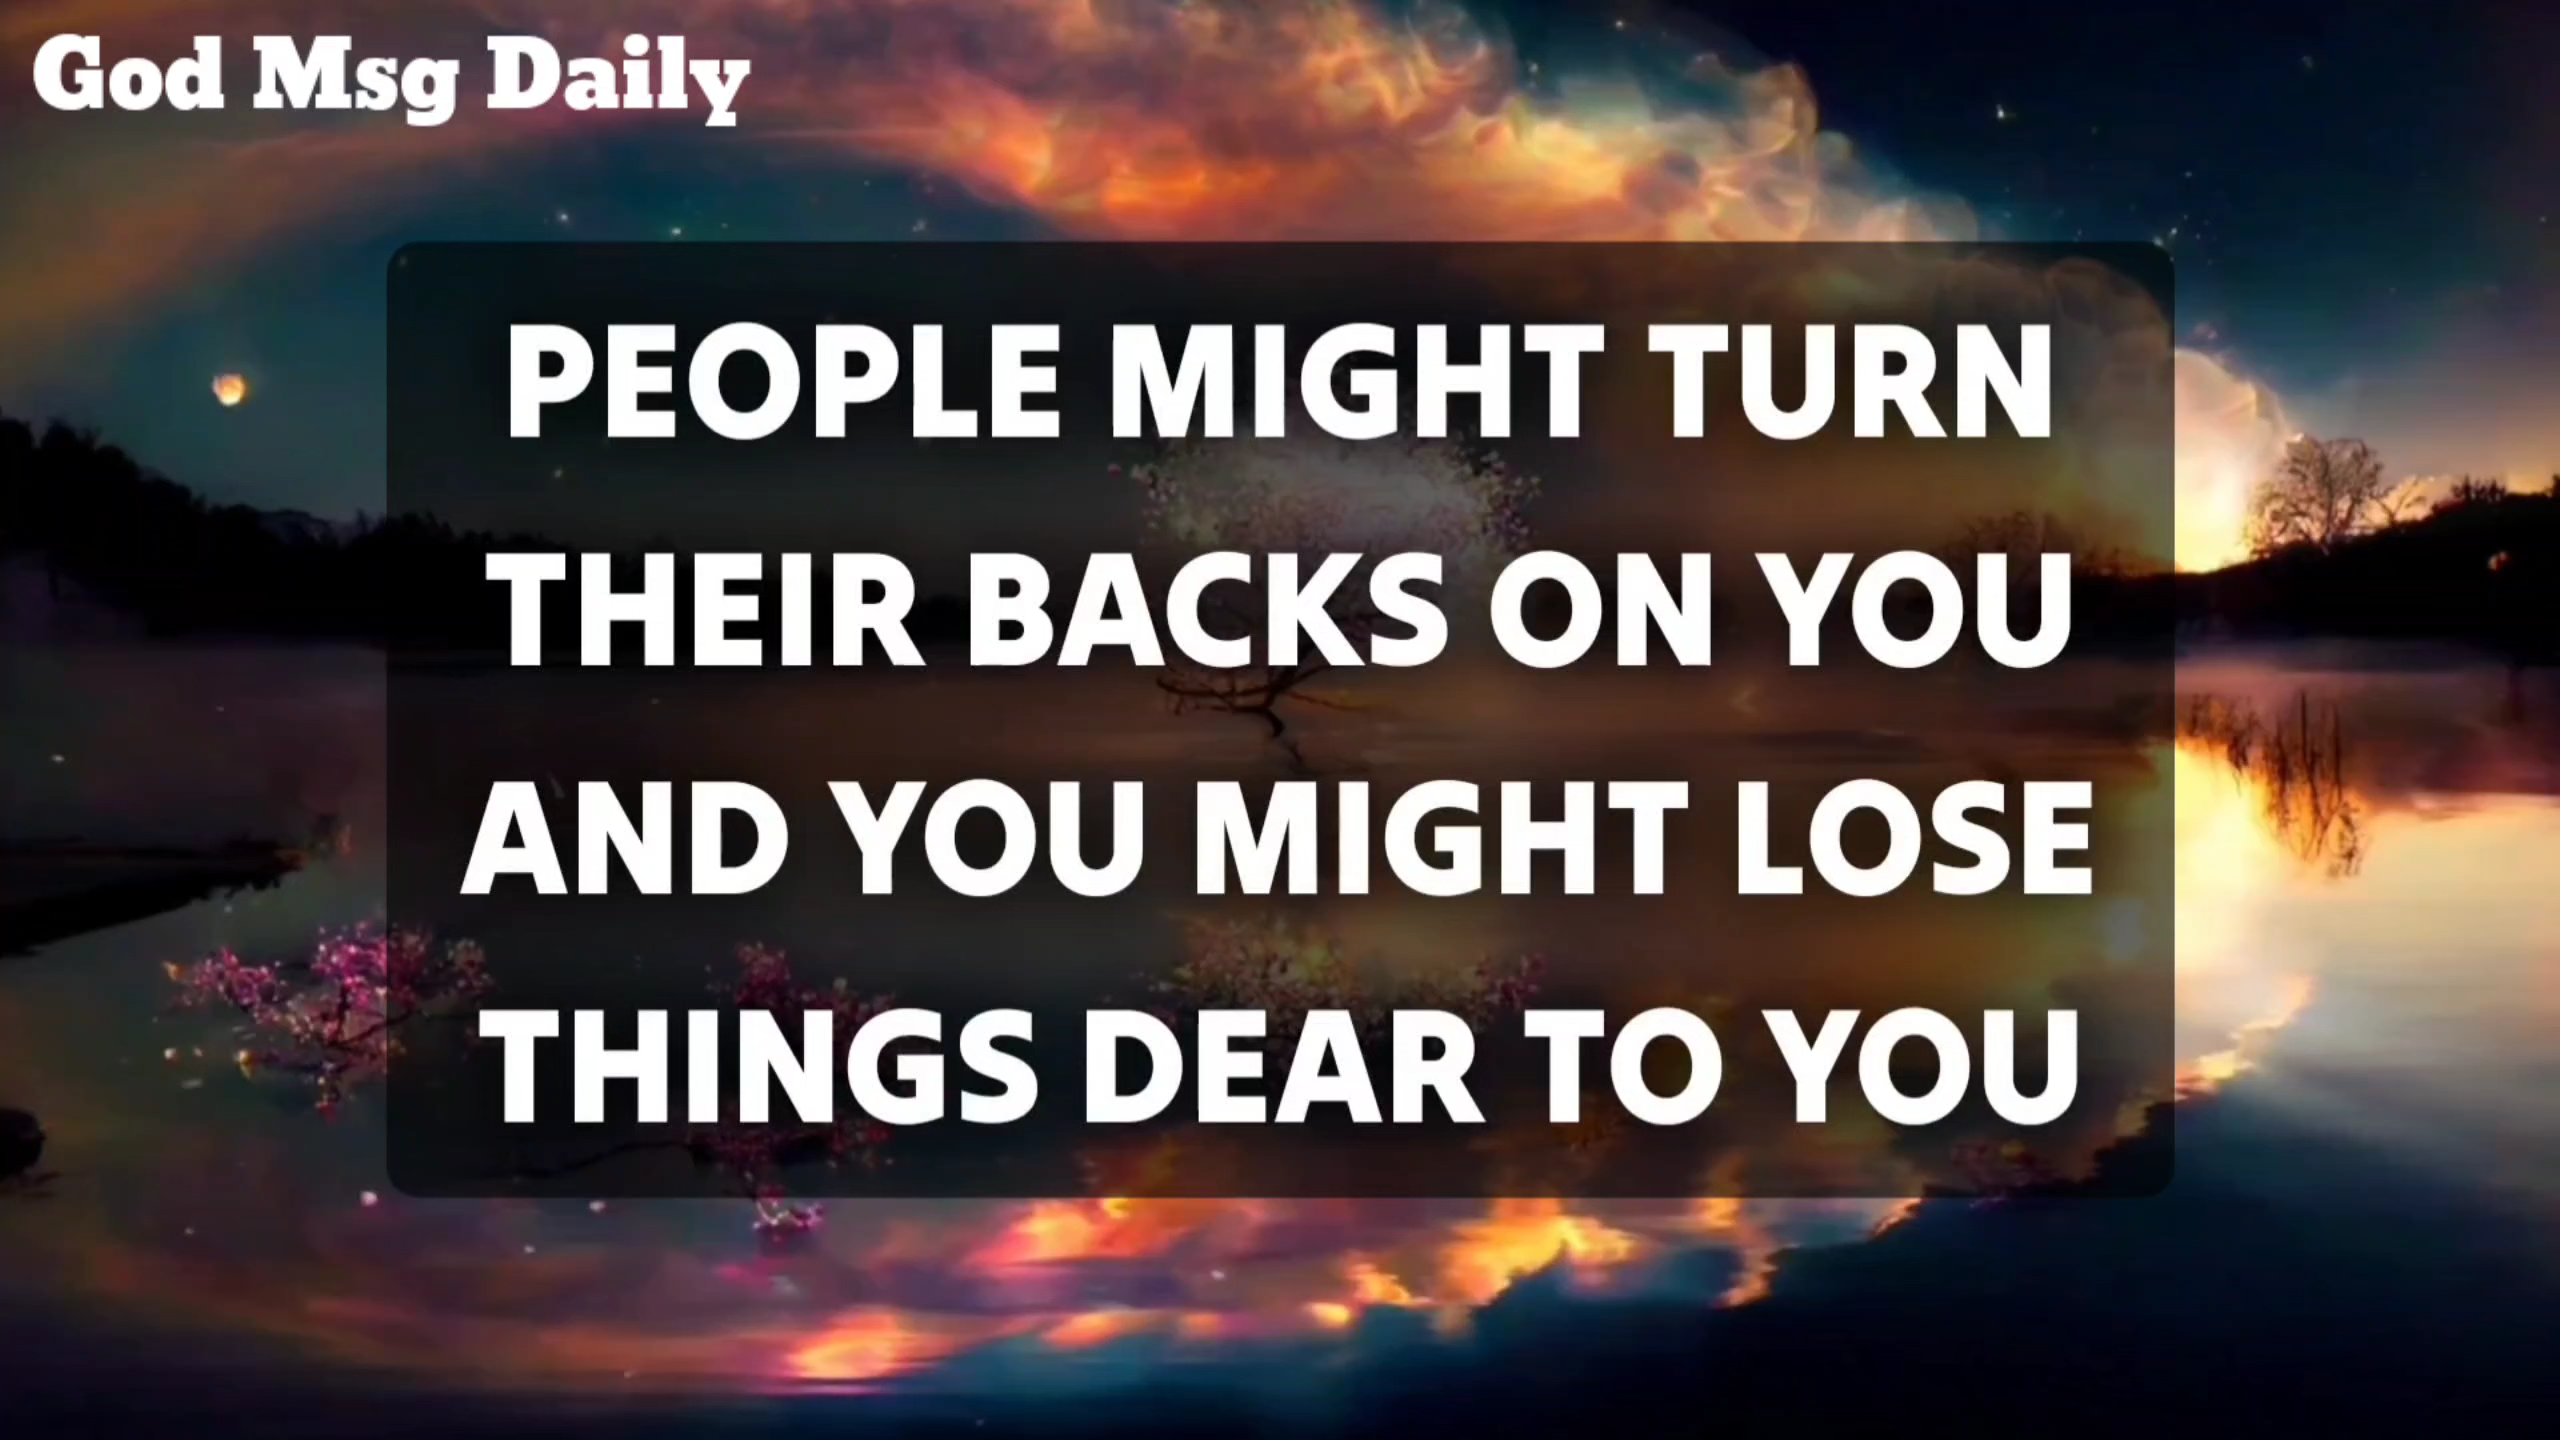 God Msg Daily
PEOPLE MIGHT TURN
THEIR BACKS ON YOU
AND YOU MIGHT LOSE
THINGS DEAR TO YOU